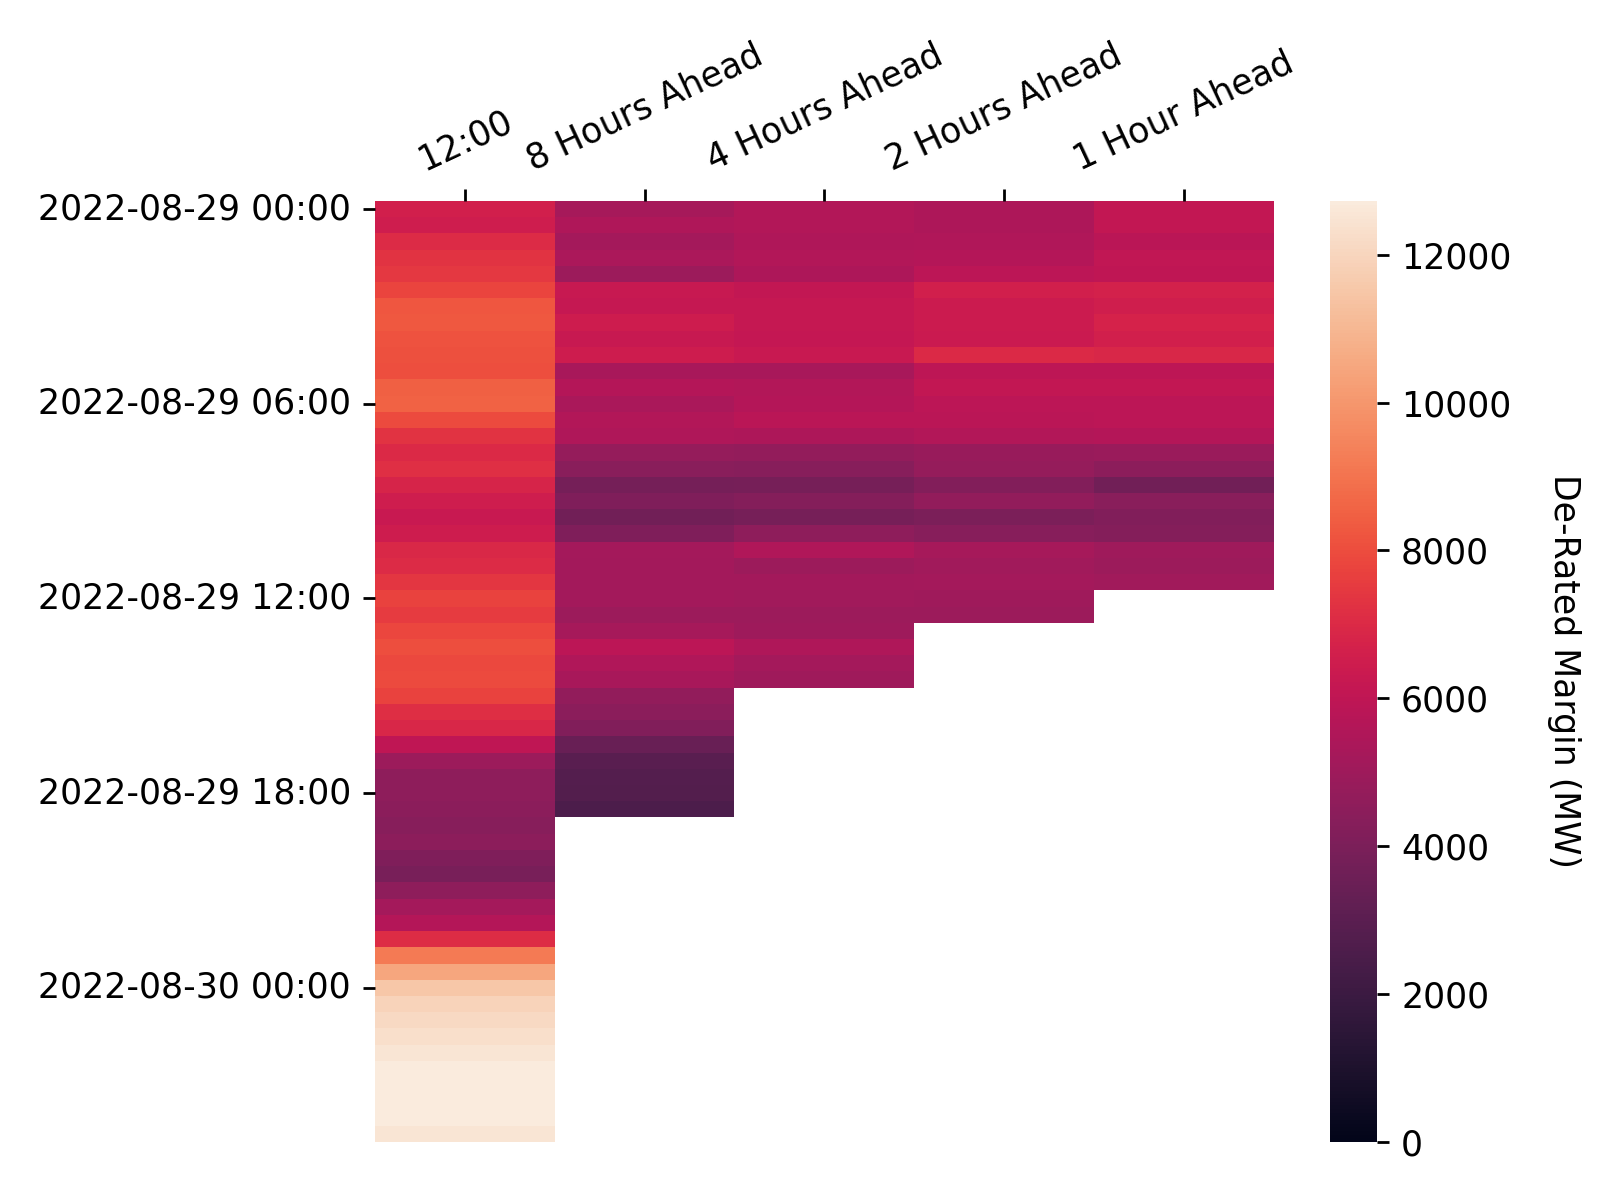 12:00
8 Hours Ahead
4 Hours Ahead
2 Hours Ahead
1 Hour Ahead
2022-08-29 00:00
2022-08-29 06:00
2022-08-29 12:00
2022-08-29 18:00
2022-08-30 00:00
12000
10000
8000
6000
4000
2000
0
De-Rated Margin (MW)